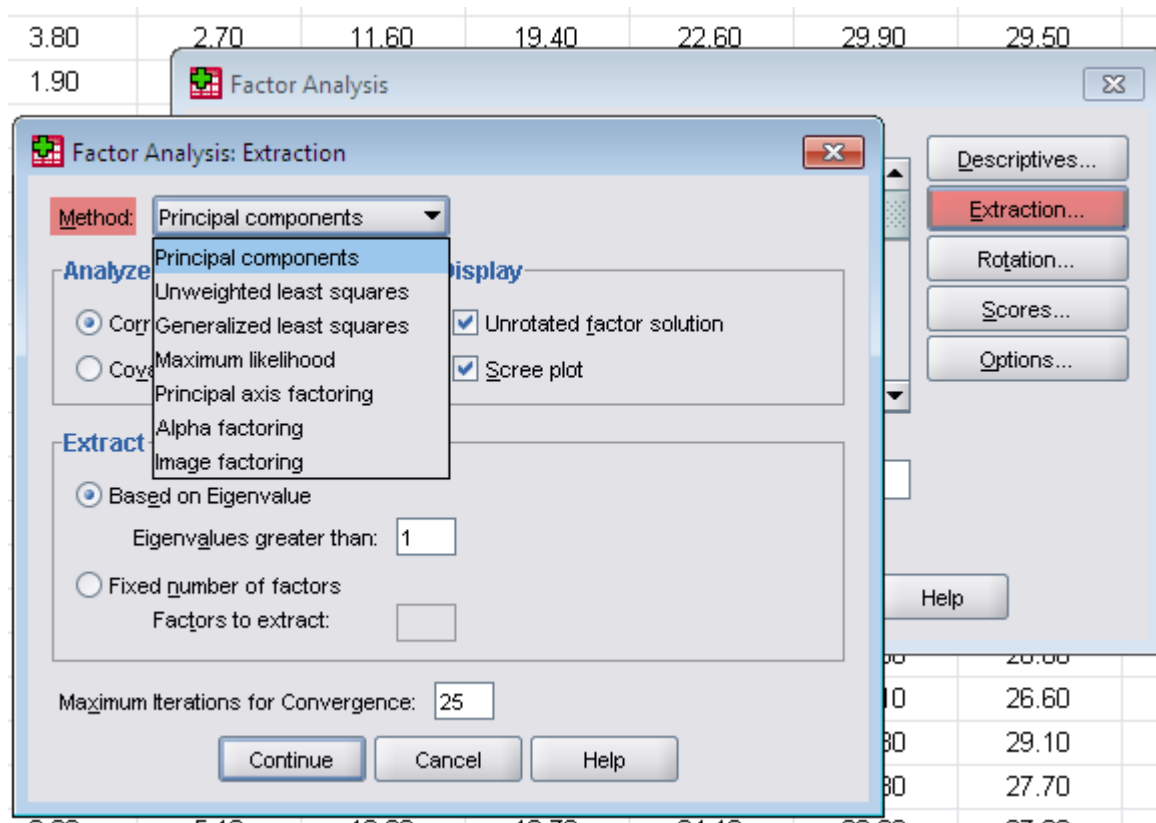 3.80 2.70 11.60 19.40 22.60 29.90 29.50
1.90
Factor Analysis
Factor Analysis: Extraction
Descriptives...
Extraction...
Rotation...
Scores...
Options...
Help
Method: Principal components
Principal components
Unweighted least squares
Generalized least squares
Maximum likelihood
Principal axis factoring
Alpha factoring
Image factoring
Analyze
Display
Corr
Unrotated factor solution
Cova
Scree plot
Extract
Based on Eigenvalue
Eigenvalues greater than: 1
Fixed number of factors
Factors to extract:
Maximum Iterations for Convergence: 25
Continue Cancel Help
26.60
29.10
27.70